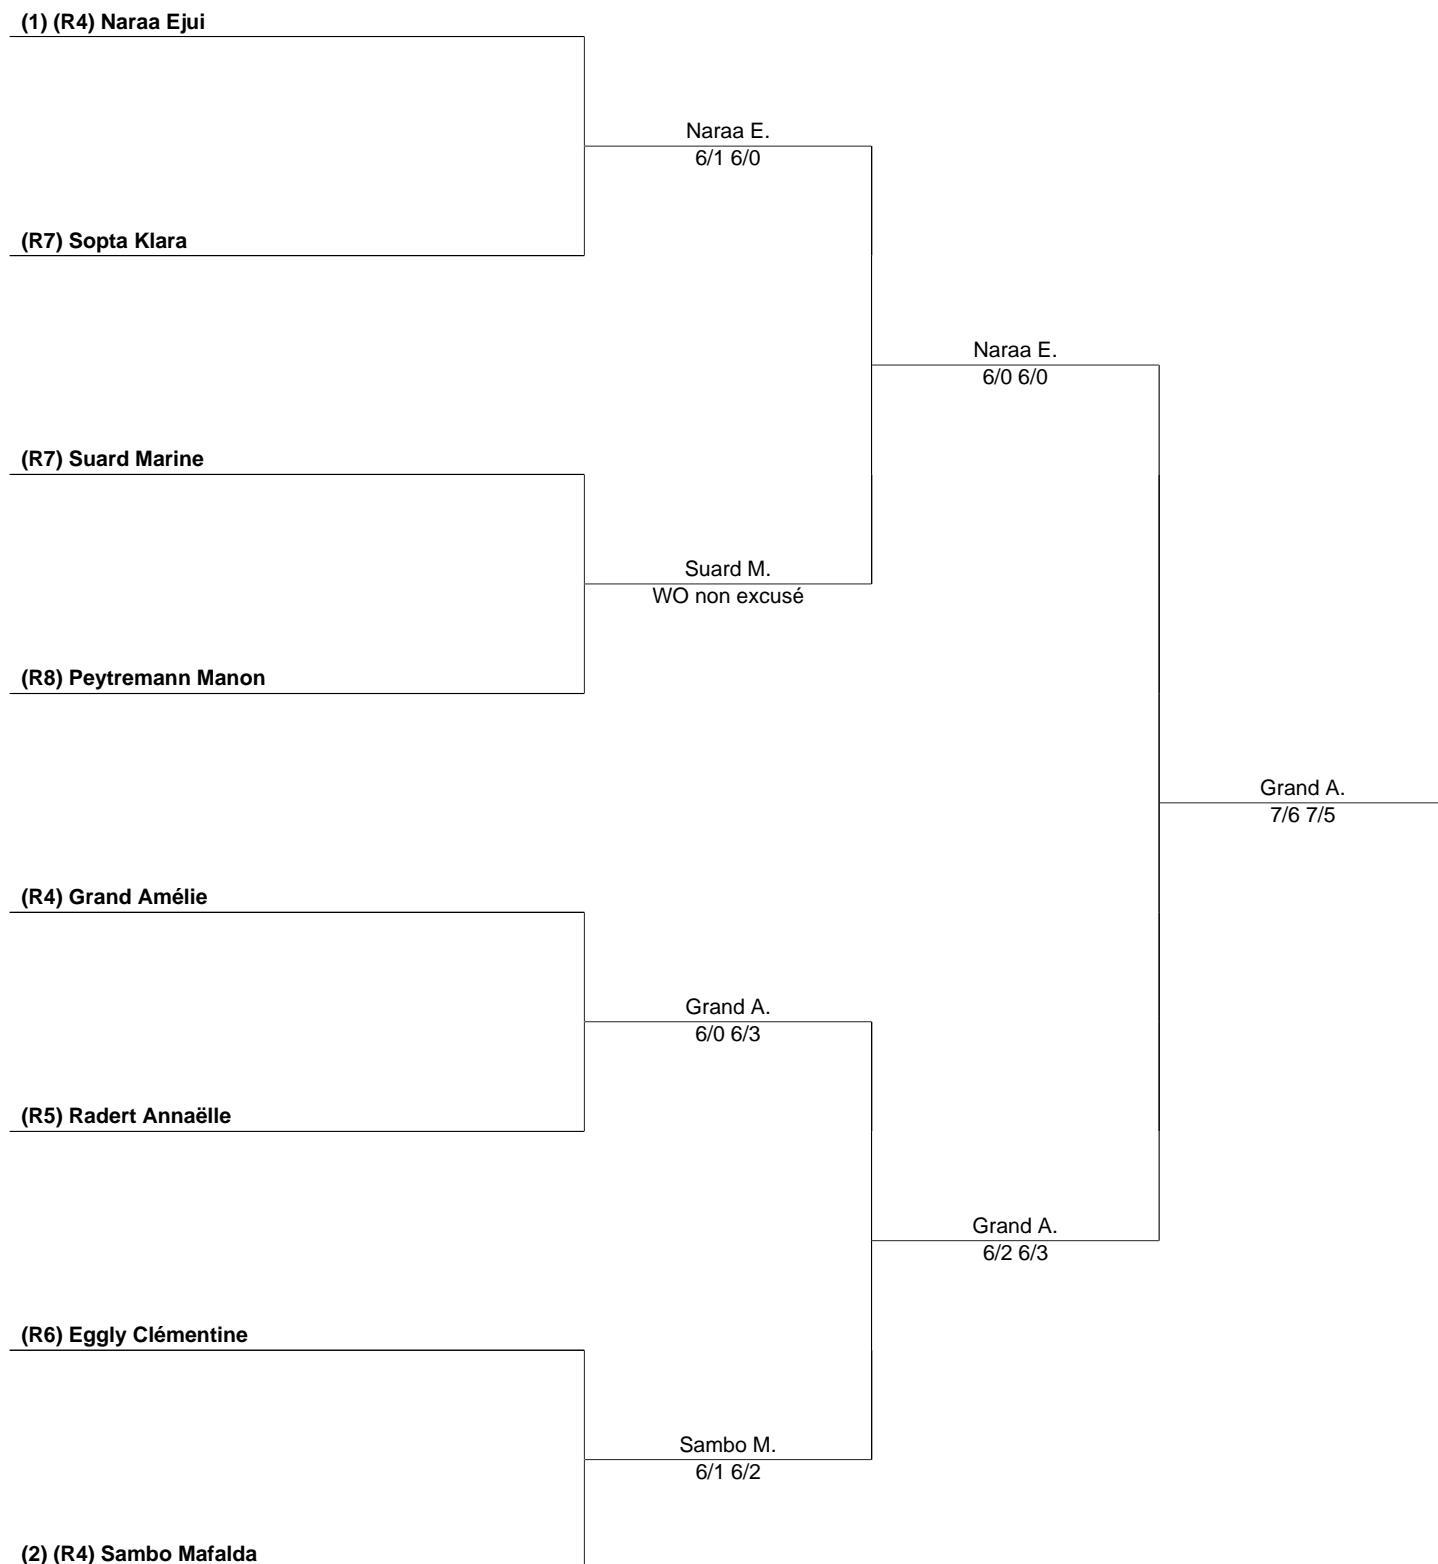 (1) (R4) Naraa Ejui
Naraa E.
6/1 6/0
(R7) Sopta Klara
Naraa E.
6/0 6/0
(R7) Suard Marine
Suard M.
WO non excusé
(R8) Peytremann Manon
Grand A.
7/6 7/5
(R4) Grand Amélie
Grand A.
6/0 6/3
(R5) Radert Annaëlle
Grand A.
6/2 6/3
(R6) Eggly Clémentine
Sambo M.
6/1 6/2
(2) (R4) Sambo Mafalda